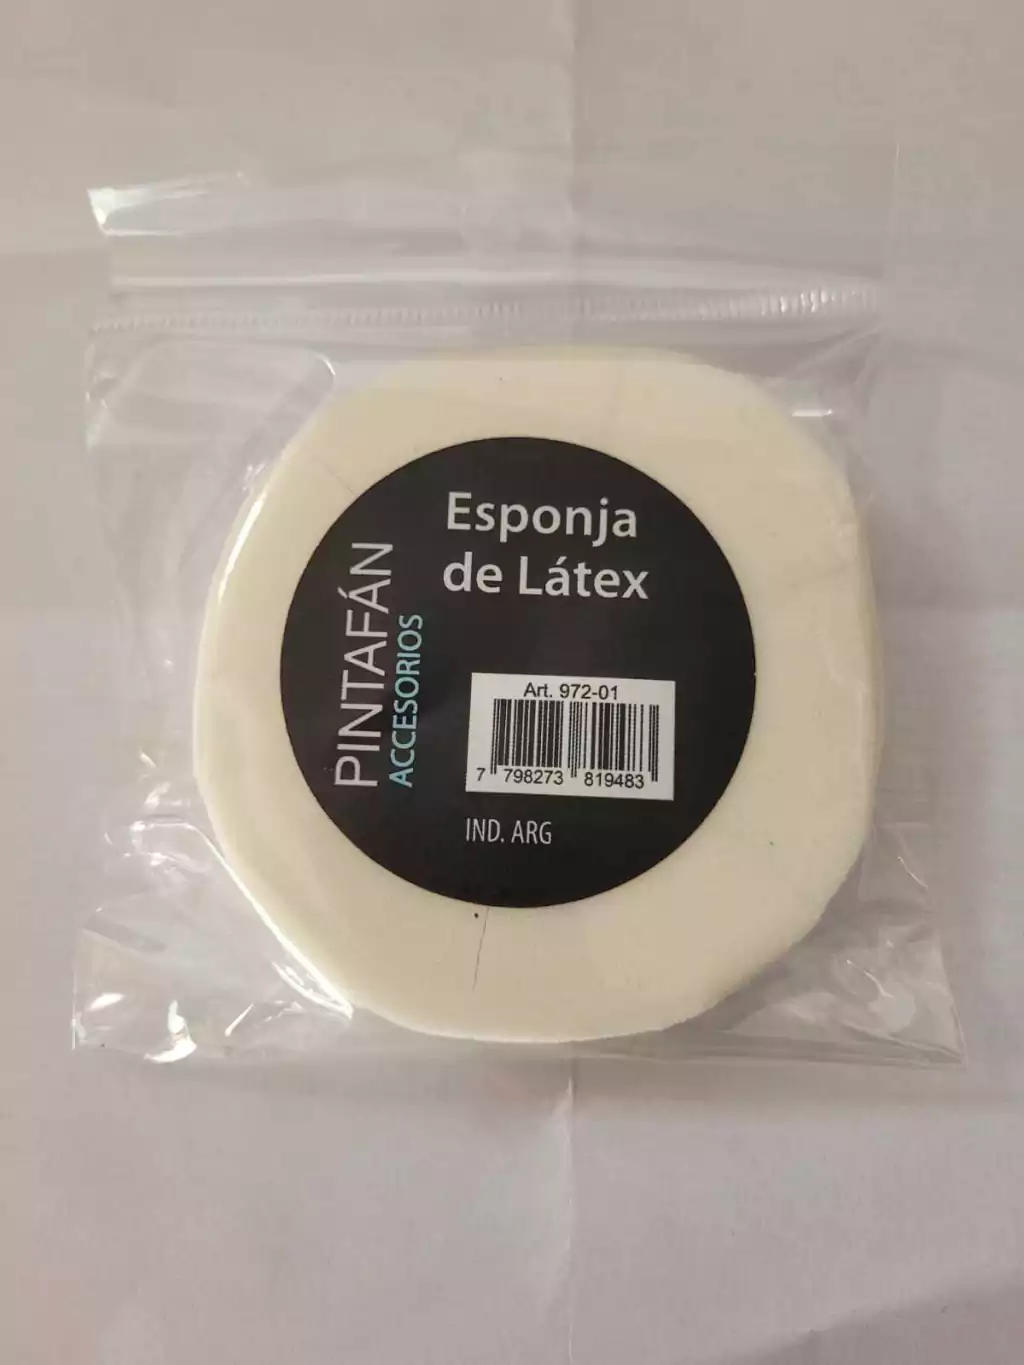 Esponja
de Látex
PINTAFÁN
ACCESORIOS
Art. 972-01
7 798273 819483
IND. ARG